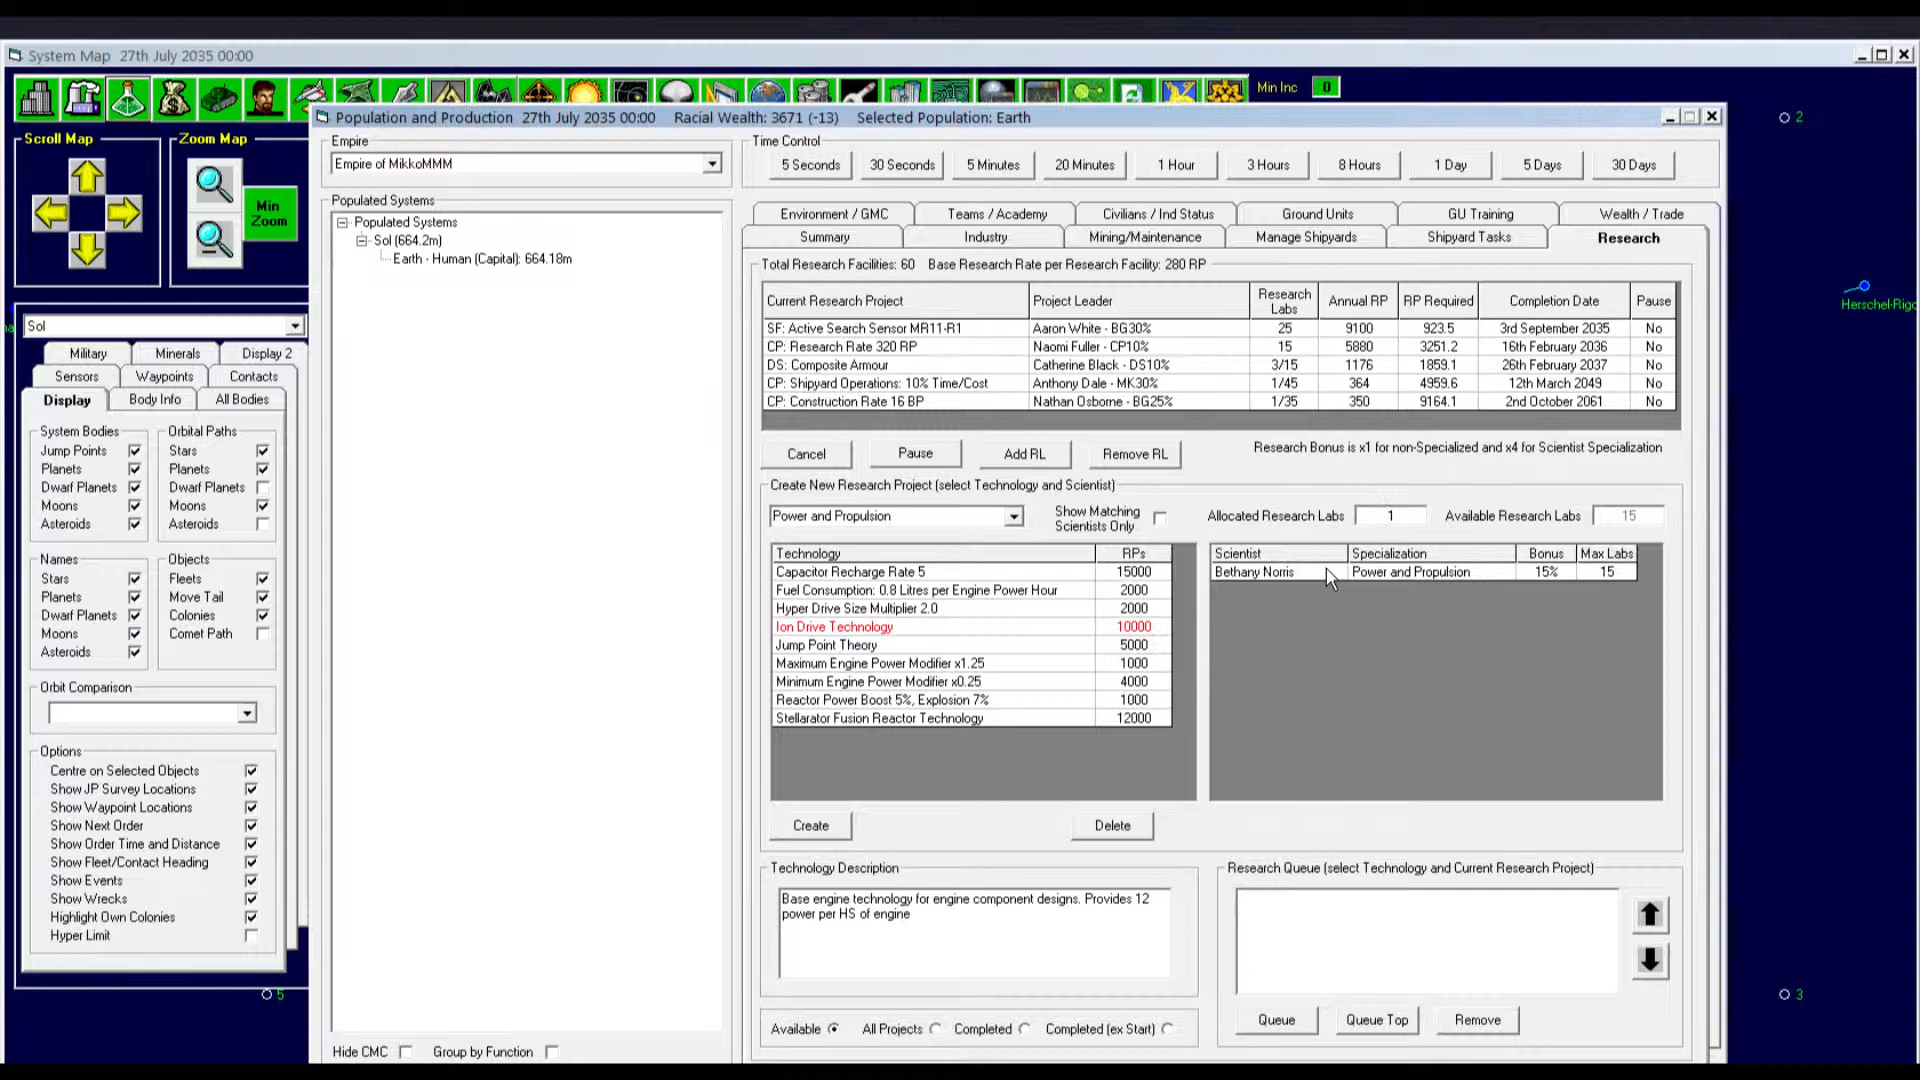 System Map 27th July 2035 00:00
Min Inc 0
Scroll Map
Zoom Map
Min Zoom
Sol
Military Minerals Display 2
Sensors Waypoints Contacts
Display Body Info All Bodies
System Bodies
Jump Points
Planets
Dwarf Planets
Moons
Asteroids
Orbital Paths
Stars
Planets
Dwarf Planets
Moons
Asteroids
Names
Stars
Planets
Dwarf Planets
Moons
Asteroids
Objects
Fleets
Move Tail
Colonies
Comet Path
Orbit Comparison
Options
Centre on Selected Objects
Show JP Survey Locations
Show Waypoint Locations
Show Next Order
Show Order Time and Distance
Show Fleet/Contact Heading
Show Events
Show Wrecks
Highlight Own Colonies
Hyper Limit
5
Population and Production 27th July 2035 00:00 Racial Wealth: 3671 (-13) Selected Population: Earth
Empire
Empire of MikkoMMM
Populated Systems
Populated Systems
Sol (664.2m)
Earth - Human (Capital): 664.18m
Hide CMC Group by Function
Time Control
5 Seconds 30 Seconds 5 Minutes 20 Minutes 1 Hour 3 Hours 8 Hours 1 Day 5 Days 30 Days
Environment / GMC Teams / Academy Civilians / Ind Status Ground Units GU Training Wealth / Trade
Summary Industry Mining/Maintenance Manage Shipyards Shipyard Tasks Research
Total Research Facilities: 60 Base Research Rate per Research Facility: 280 RP
Current Research Project Project Leader Research Labs Annual RP RP Required Completion Date Pause
SF: Active Search Sensor MR11-R1 Aaron White - BG30% 25 9100 923.5 3rd September 2035 No
CP: Research Rate 320 RP Naomi Fuller - CP10% 15 5880 3251.2 16th February 2036 No
DS: Composite Armour Catherine Black - DS10% 3/15 1176 1859.1 26th February 2037 No
CP: Shipyard Operations: 10% Time/Cost Anthony Dale - MK30% 1/45 364 4959.6 12th March 2049 No
CP: Construction Rate 16 BP Nathan Osborne - BG25% 1/35 350 9164.1 2nd October 2061 No
Cancel Pause Add RL Remove RL
Research Bonus is x1 for non-Specialized and x4 for Scientist Specialization
Create New Research Project (select Technology and Scientist)
Power and Propulsion
Show Matching Scientists Only
Allocated Research Labs 1
Available Research Labs 15
Technology RPs
Capacitor Recharge Rate 5 15000
Fuel Consumption: 0.8 Litres per Engine Power Hour 2000
Hyper Drive Size Multiplier 2.0 2000
Ion Drive Technology 10000
Jump Point Theory 5000
Maximum Engine Power Modifier x1.25 1000
Minimum Engine Power Modifier x0.25 4000
Reactor Power Boost 5%, Explosion 7% 1000
Stellarator Fusion Reactor Technology 12000
Scientist Specialization Bonus Max Labs
Bethany Norris Power and Propulsion 15% 15
Create Delete
Technology Description
Base engine technology for engine component designs. Provides 12
power per HS of engine
Research Queue (select Technology and Current Research Project)
Available All Projects Completed Completed (ex Start)
Queue Queue Top Remove
2
3